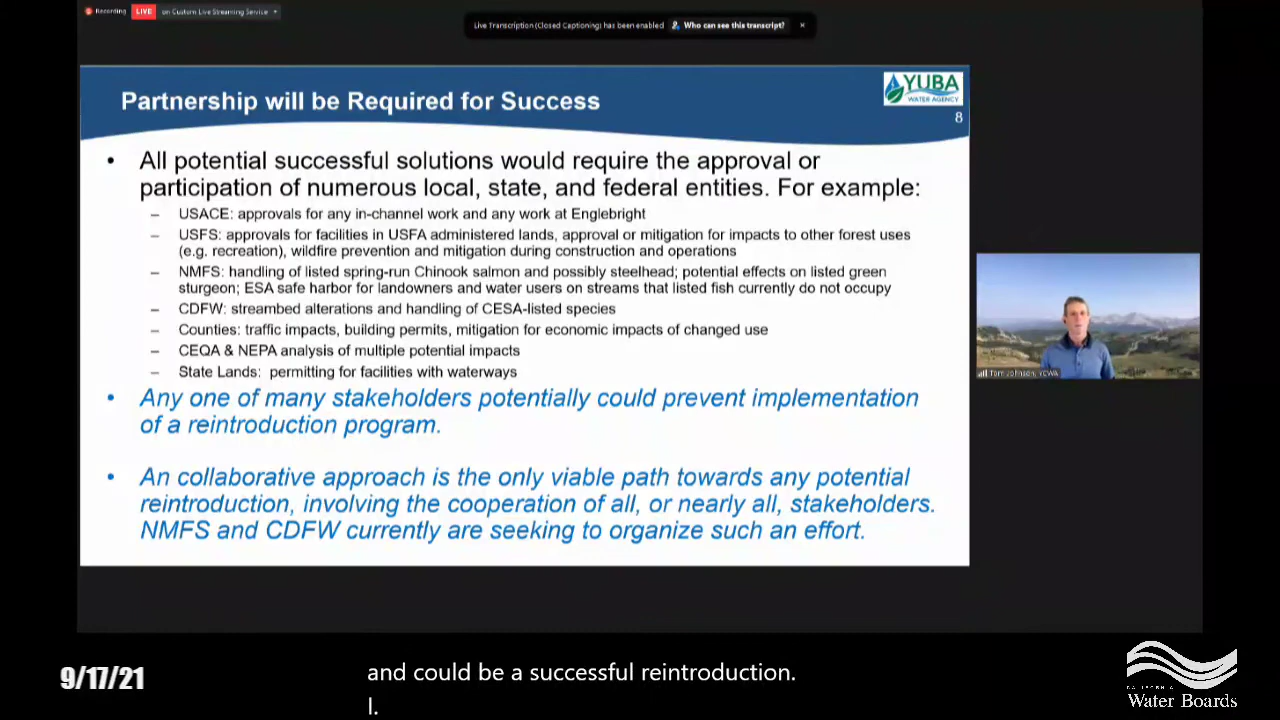 Recording
LIVE
on Custom Live Streaming Service
Live Transcription (Closed Captioning) has been enabled
Who can see this transcript?
Partnership will be Required for Success
YUBA
WATER AGENCY
8
• All potential successful solutions would require the approval or
participation of numerous local, state, and federal entities. For example:
– USACE: approvals for any in-channel work and any work at Englebright
– USFS: approvals for facilities in USFA administered lands, approval or mitigation for impacts to other forest uses
(e.g. recreation), wildfire prevention and mitigation during construction and operations
– NMFS: handling of listed spring-run Chinook salmon and possibly steelhead; potential effects on listed green
sturgeon; ESA safe harbor for landowners and water users on streams that listed fish currently do not occupy
– CDFW: streambed alterations and handling of CESA-listed species
– Counties: traffic impacts, building permits, mitigation for economic impacts of changed use
– CEQA & NEPA analysis of multiple potential impacts
– State Lands: permitting for facilities with waterways
• Any one of many stakeholders potentially could prevent implementation
of a reintroduction program.
• An collaborative approach is the only viable path towards any potential
reintroduction, involving the cooperation of all, or nearly all, stakeholders.
NMFS and CDFW currently are seeking to organize such an effort.
Tom Johnson, YCWA
9/17/21
and could be a successful reintroduction.
I.
CALIFORNIA
Water Boards